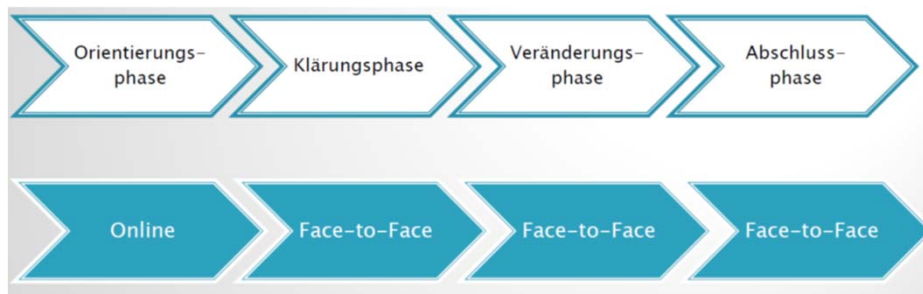 Orientierungs-
phase
Klärungsphase
Veränderungs-
phase
Abschluss-
phase
Online
Face-to-Face
Face-to-Face
Face-to-Face